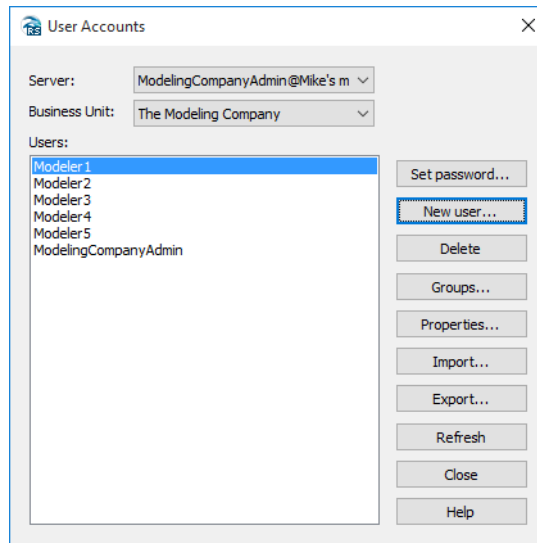 RS User Accounts
Server: ModelingCompanyAdmin@Mike's m
Business Unit: The Modeling Company
Users:
Modeler1
Modeler2
Modeler3
Modeler4
Modeler5
ModelingCompanyAdmin
Set password...
New user...
Delete
Groups...
Properties...
Import...
Export...
Refresh
Close
Help